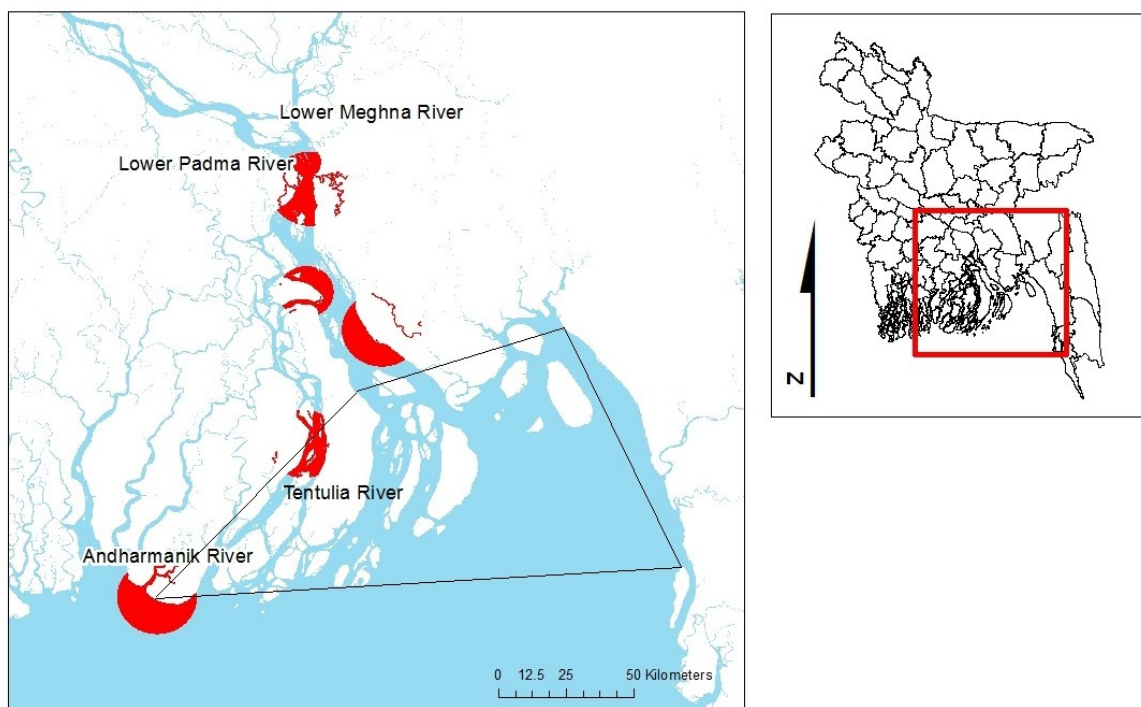 Lower Meghna River
Lower Padma River
Tentulia River
Andharmanik River
0 12.5 25 50 Kilometers
N